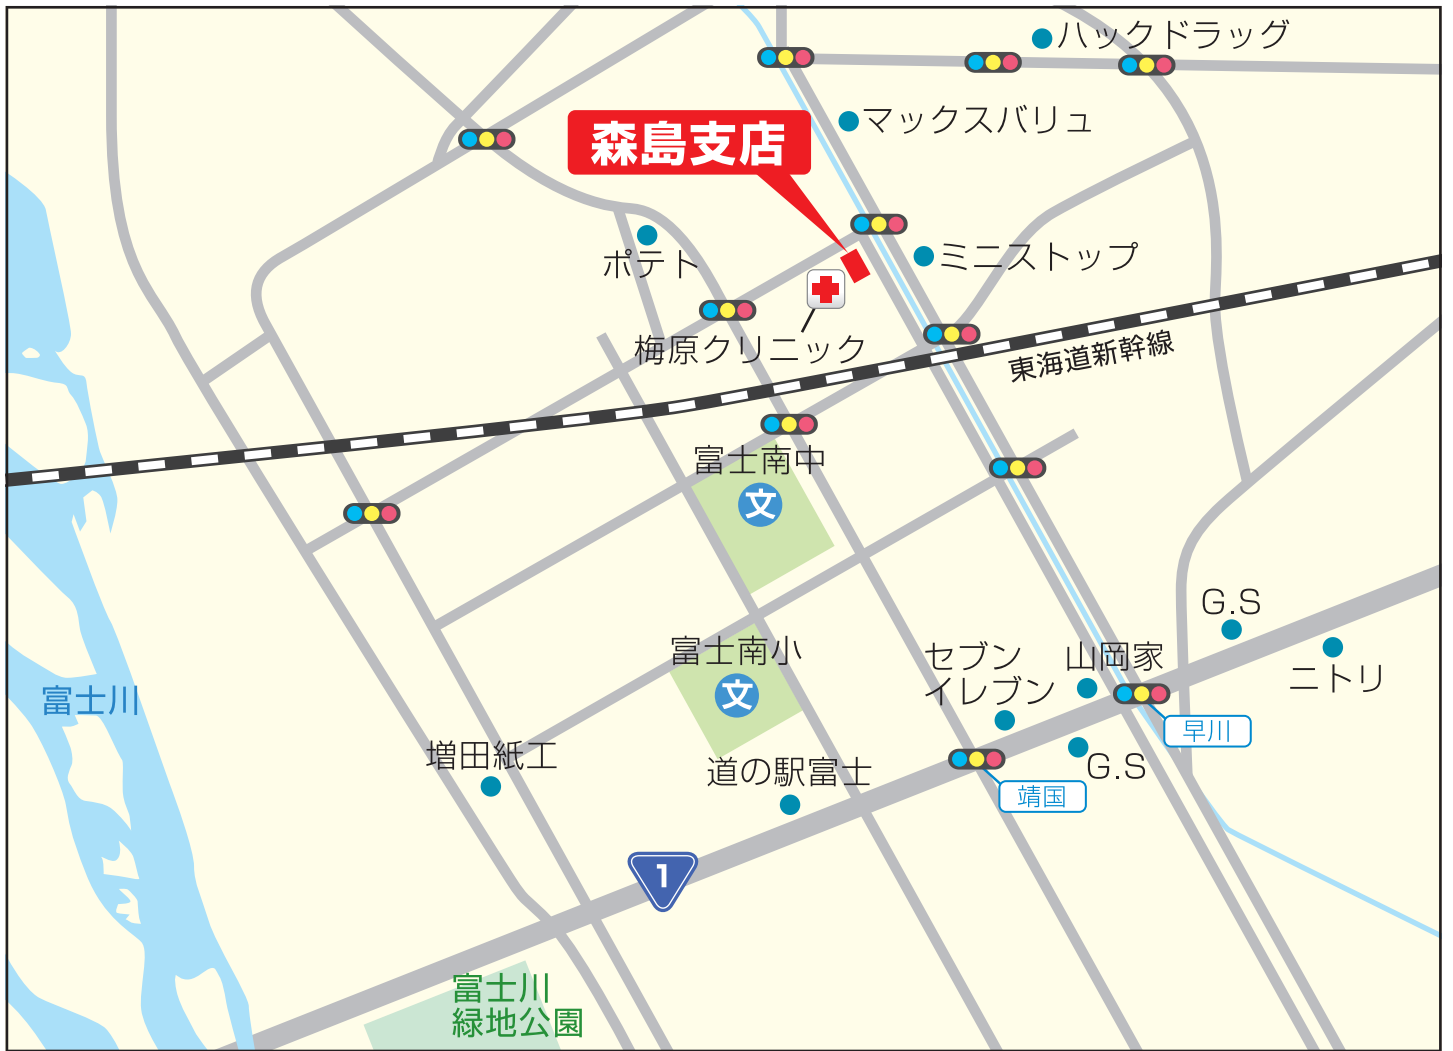 ハックドラッグ
マックスバリュ
森島支店
ポテト
ミニストップ
梅原クリニック
東海道新幹線
富士南中
文
G.S
富士南小
文
セブン
イレブン
山岡家
ニトリ
富士川
早川
増田紙工
道の駅富士
G.S
靖国
1
富士川
緑地公園